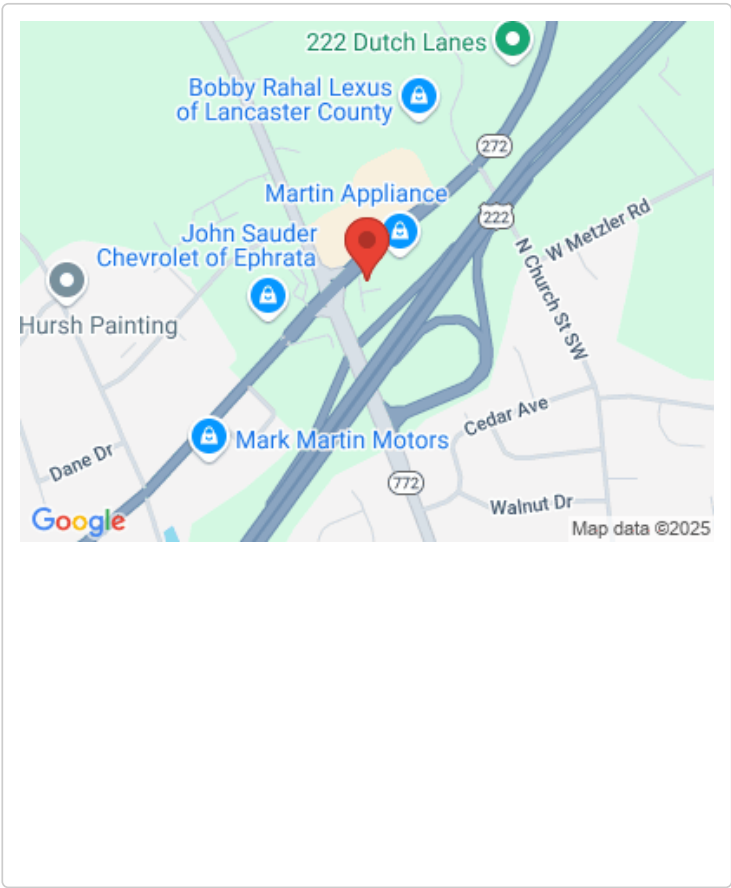 222 Dutch Lanes
Bobby Rahal Lexus
of Lancaster County
272
Martin Appliance
222
John Sauder
Chevrolet of Ephrata
W Metzler Rd
N Church St SW
Hursh Painting
Cedar Ave
Mark Martin Motors
Dane Dr
772
Walnut Dr
Google
Map data ©2025